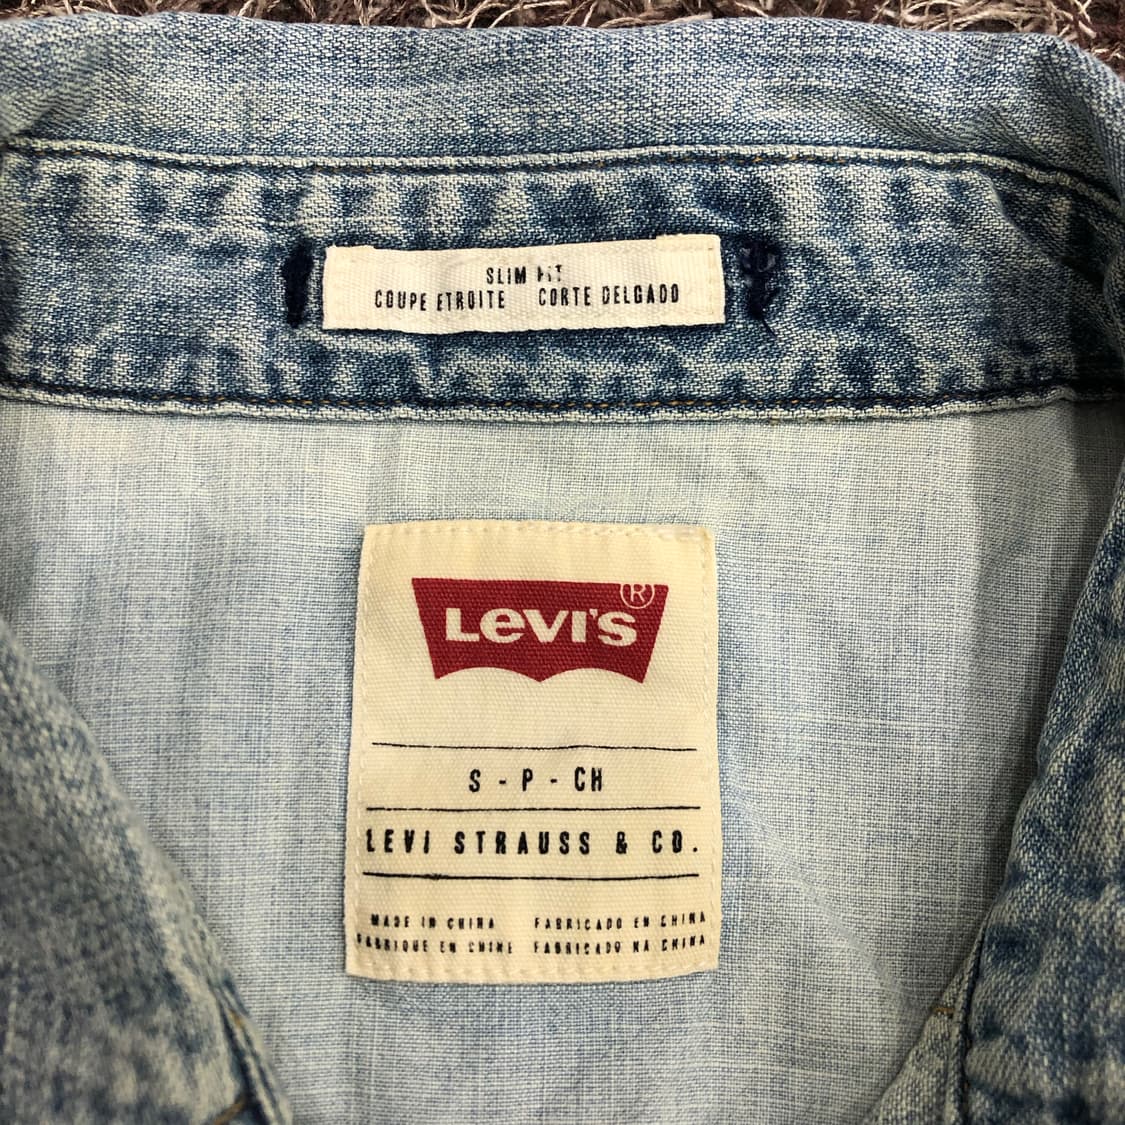 SLIM FIT
COUPE ETROITE CORTE DELGADO
LEVI'S ®
S - P - CH
LEVI STRAUSS & CO.
MADE IN CHINA FABRICADO EN CHINA
FABRIQUE EN CHINE FABRICADO NA CHINA